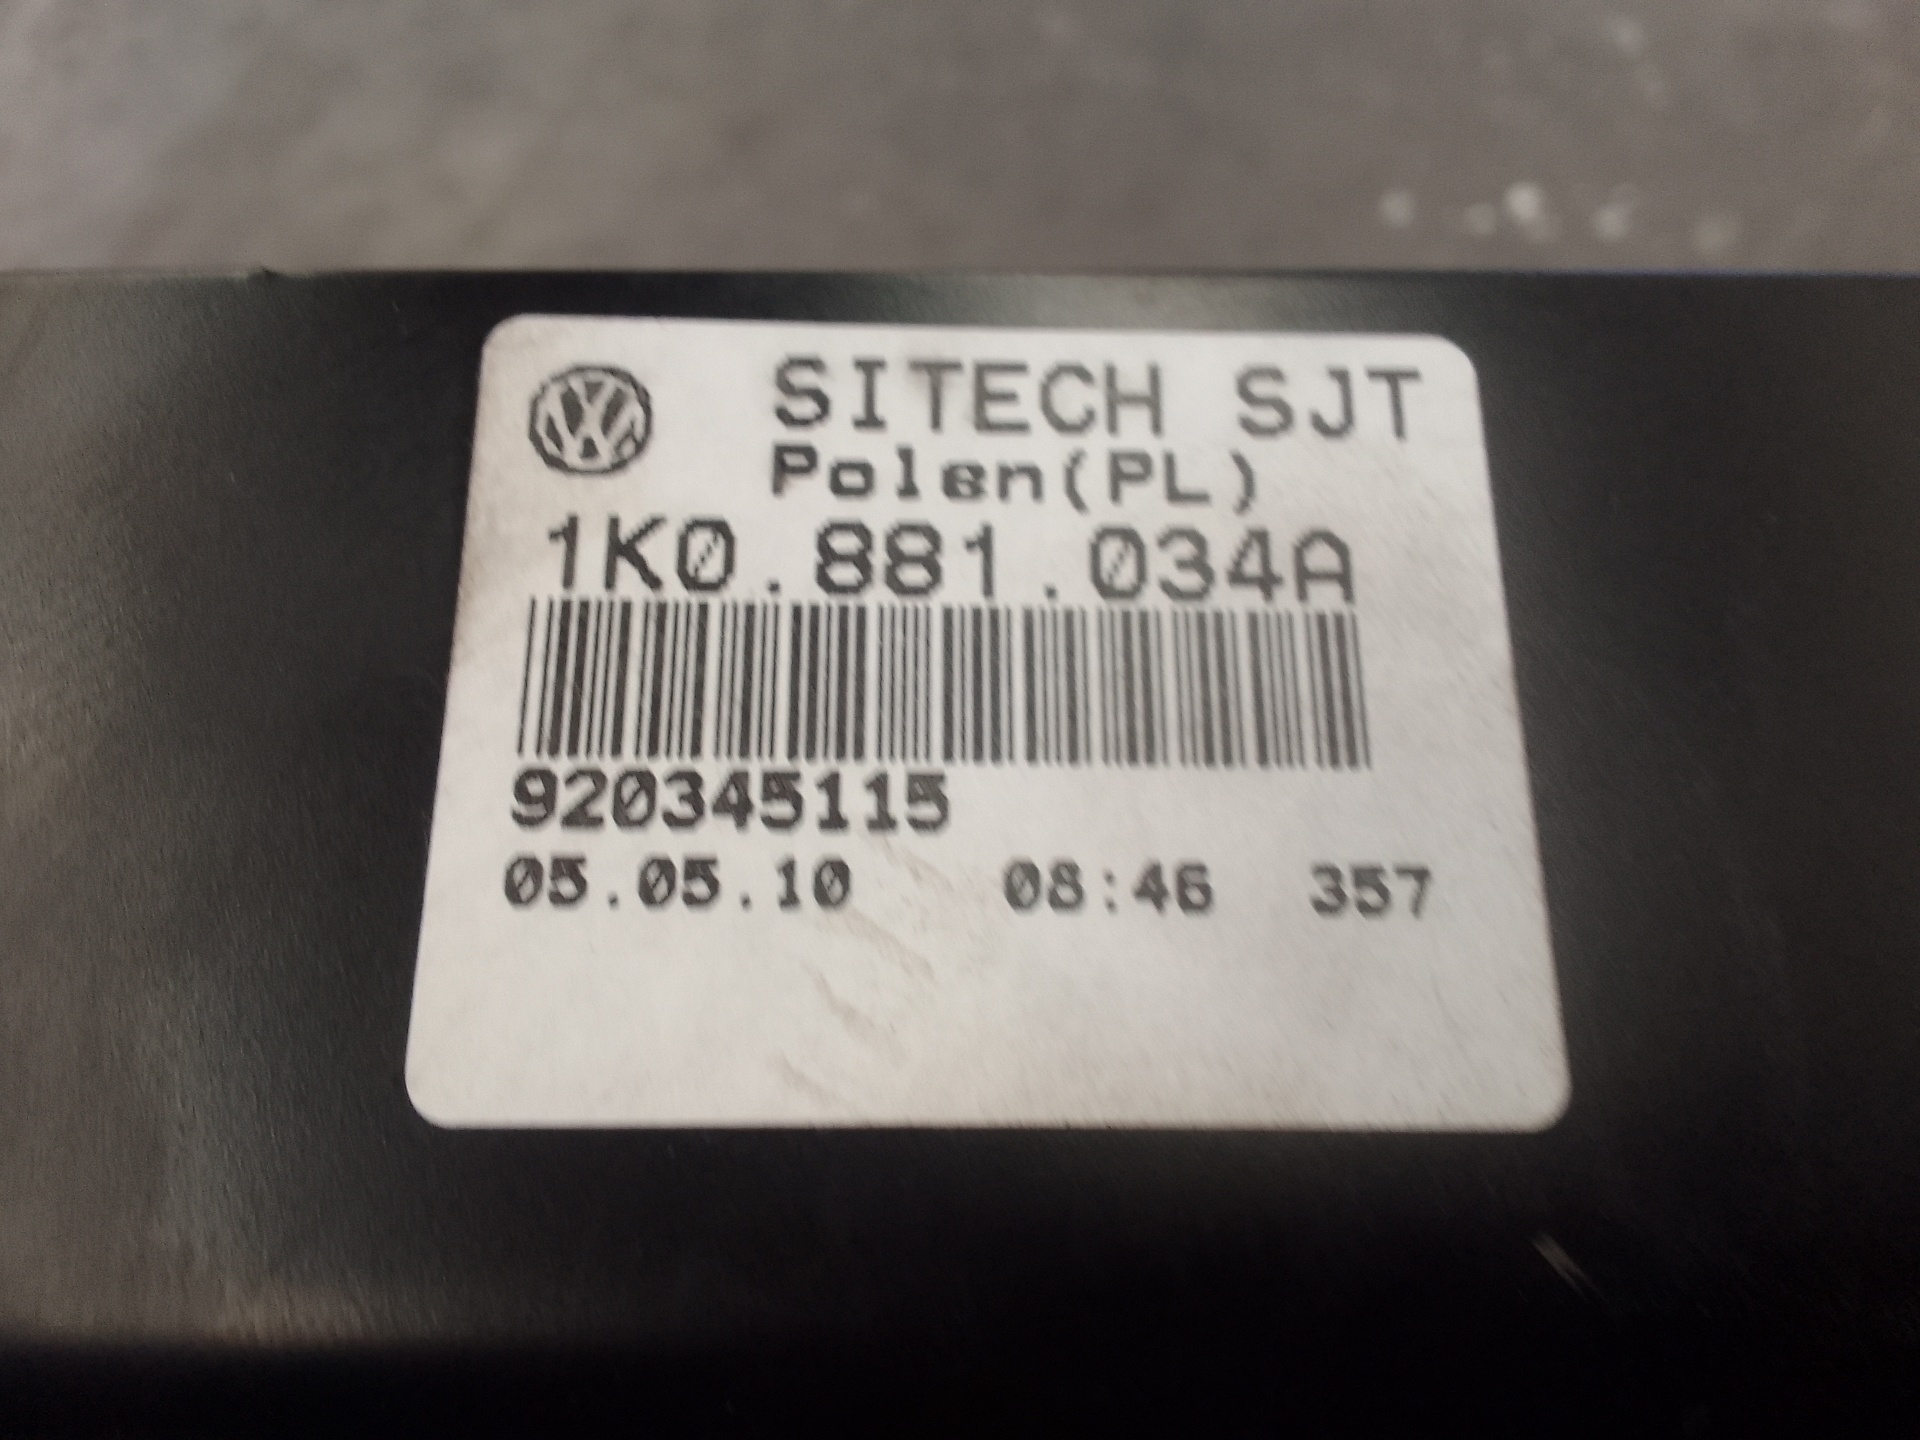 SITECH SJT
Polen(PL)
1K0.881.034A
920345115
05.05.10 08:46 357